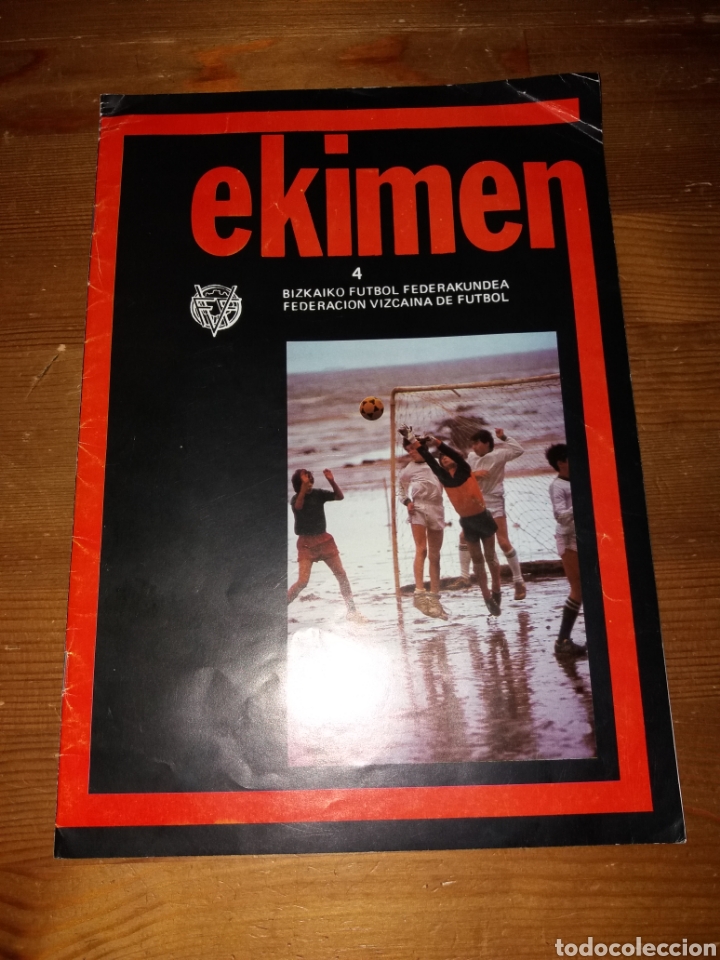 ekimen
4
BIZKAIKO FUTBOL FEDERAKUNDEA
FEDERACION VIZCAINA DE FUTBOL
todocoleccion